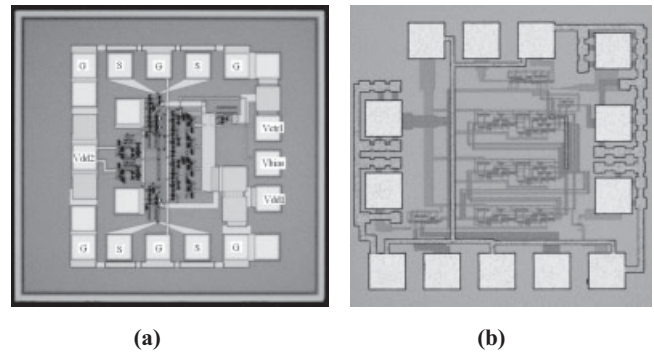 G S G S G
Vctrl
Vdd2 Vbias
Vdd1
G S G S G
(a) (b)